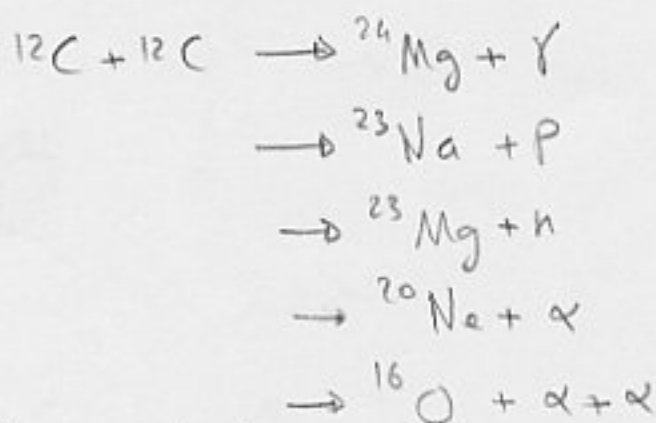 ¹²C + ¹²C → ²⁴Mg + γ
→ ²³Na + p
→ ²³Mg + n
→ ²⁰Ne + α
→ ¹⁶O + α + α